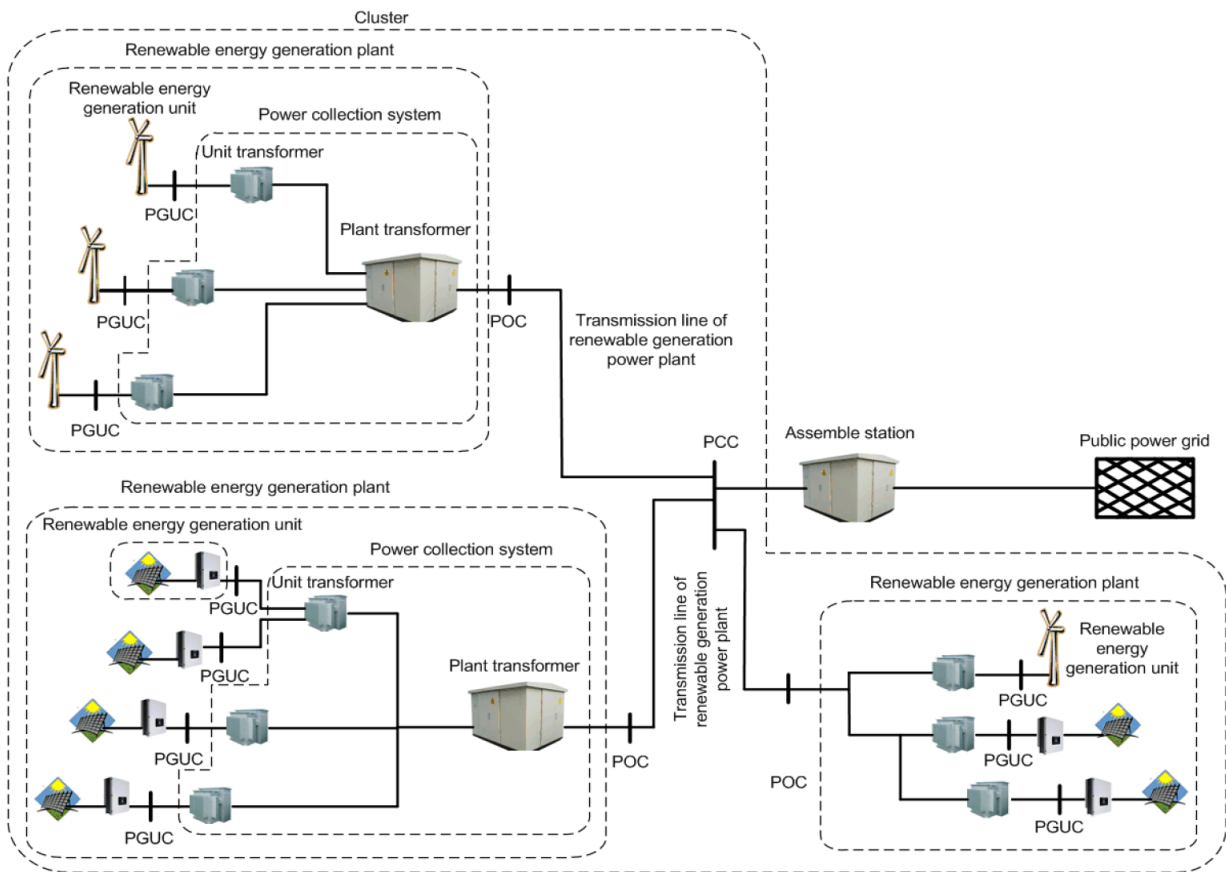 Cluster
Renewable energy generation plant
Renewable energy
generation unit
Power collection system
Unit transformer
PGUC
Plant transformer
PGUC
POC
Transmission line of
renewable generation
power plant
PGUC
PCC
Assemble station
Public power grid
Renewable energy generation plant
Renewable energy generation unit
Power collection system
Unit transformer
PGUC
PGUC
Plant transformer
PGUC
POC
PGUC
Transmission line of
renewable generation
power plant
Renewable energy generation plant
Renewable
energy
generation unit
PGUC
PGUC
POC
PGUC